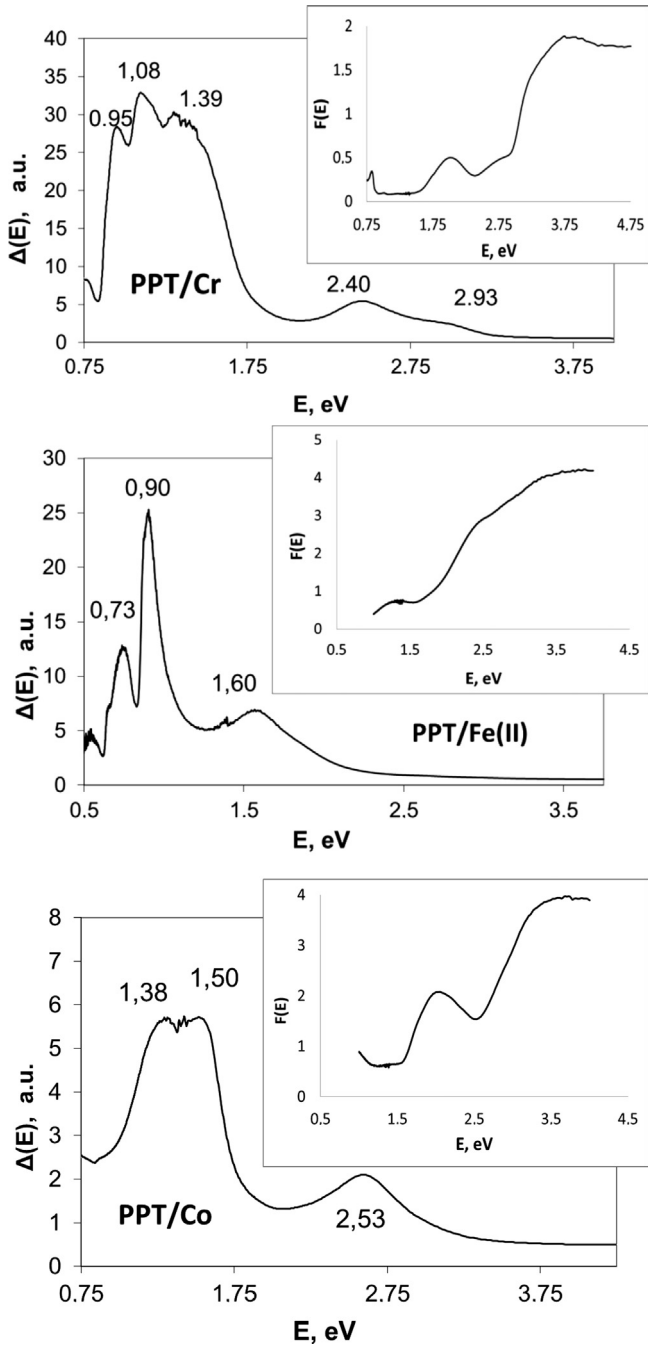 40
35
30
25
20
15
10
5
0
Δ(E), a.u.
0.95
1,08
1.39
2.40
2.93
PPT/Cr
0.75 1.75 2.75 3.75
E, eV
2
1.5
1
0.5
0
F(E)
0.75 1.75 2.75 3.75 4.75
E, eV
30
25
20
15
10
5
0
Δ(E), a.u.
0,73
0,90
1,60
PPT/Fe(II)
0.5 1.5 2.5 3.5
E, eV
5
4
3
2
1
0
F(E)
0.5 1.5 2.5 3.5 4.5
E, eV
8
7
6
5
4
3
2
1
0
Δ(E), a.u.
1,38
1,50
2,53
PPT/Co
0.75 1.75 2.75 3.75
E, eV
4
3
2
1
0
F(E)
0.5 1.5 2.5 3.5 4.5
E, eV